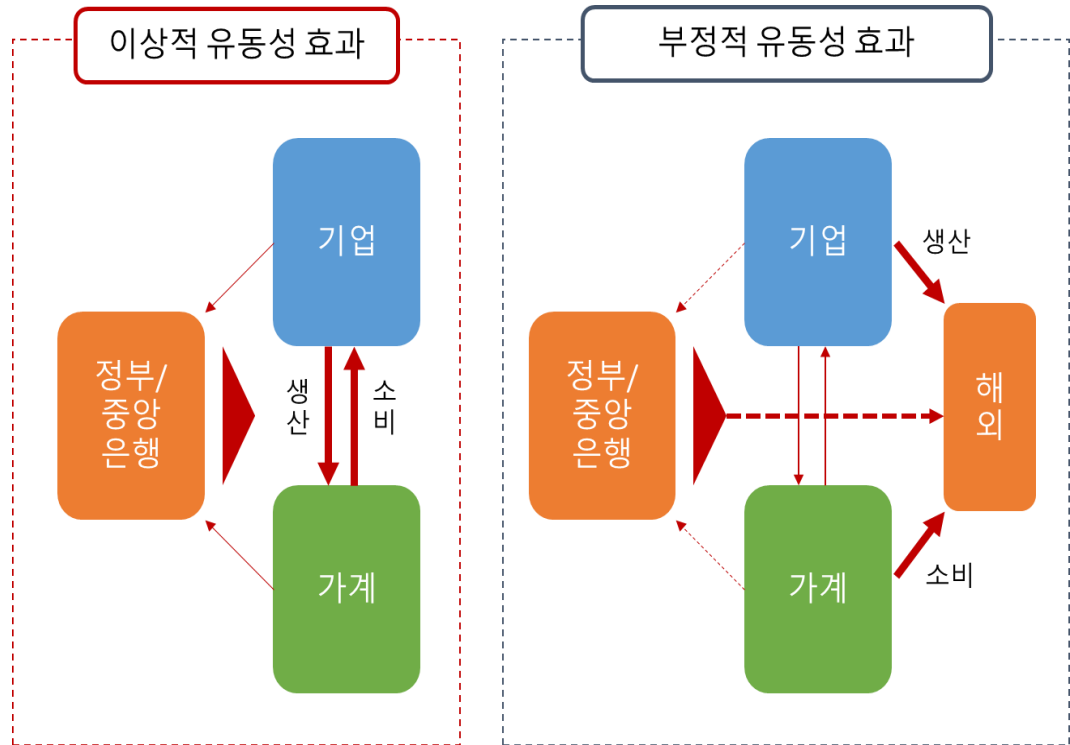 이상적 유동성 효과
기업
정부/
중앙
은행
생
산
소
비
가계
부정적 유동성 효과
기업
생산
정부/
중앙
은행
해
외
가계
소비